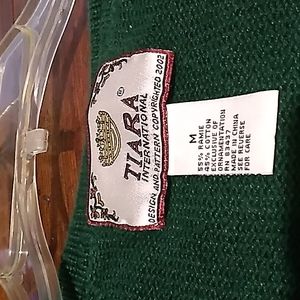 TIARA
INTERNATIONAL
DESIGN AND PATTERN COPYRIGHTED 2002
M
55% RAMIE
45% COTTON
EXCLUSIVE OF
ORNAMENTATION
RN 83437
MADE IN CHINA
SEE REVERSE
FOR CARE